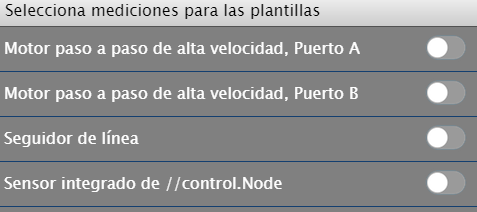 Selecciona mediciones para las plantillas
Motor paso a paso de alta velocidad, Puerto A
Motor paso a paso de alta velocidad, Puerto B
Seguidor de línea
Sensor integrado de //control.Node